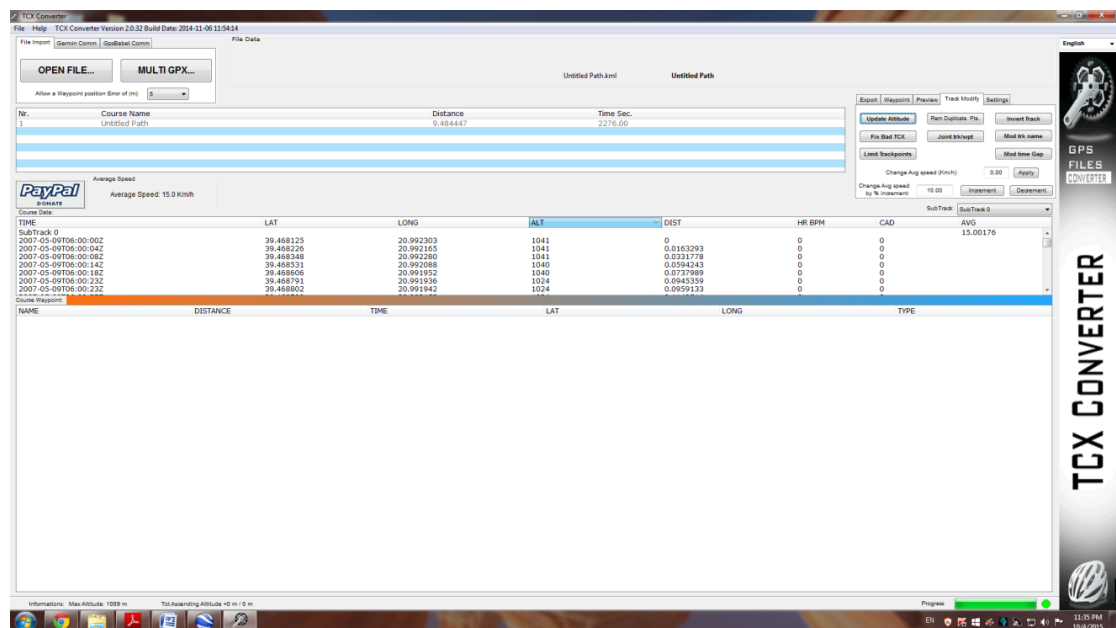 TCX Converter
File Help TCX Converter Version 2.0.32 Build Date: 2014-11-06 11:54:14
File Import Garmin Comm GpsBabel Comm
File Data
English
OPEN FILE... MULTI GPX...
Untitled Path.kml Untitled Path
Allow a Waypoint position Error of (m): 5
Export Waypoint Preview Track Modify Settings
Nr. Course Name Distance Time Sec.
1 Untitled Path 9.484447 2276.00
Update Altitude Rem Duplicate Pts. Invert Track
Fix Bad TCX Joint trk/wpt Mod trk name
Limit Trackpoints Mod time Gap
Change Avg speed (Km/h): 0.00 Apply
Change Avg speed by % increment: 10.00 Increment Decrement
GPS
FILES
CONVERTER
PayPal
DONATE
Average Speed
Average Speed: 15.0 Km/h
SubTrack: SubTrack 0
Course Data:
TIME LAT LONG ALT DIST HR BPM CAD AVG
SubTrack 0 15.00176
2007-05-09T06:00:00Z 39.468125 20.992303 1041 0 0 0
2007-05-09T06:00:04Z 39.468226 20.992165 1041 0.0163293 0 0
2007-05-09T06:00:08Z 39.468348 20.992280 1041 0.0331778 0 0
2007-05-09T06:00:14Z 39.468531 20.992088 1040 0.0594243 0 0
2007-05-09T06:00:18Z 39.468606 20.991952 1040 0.0737989 0 0
2007-05-09T06:00:23Z 39.468791 20.991936 1024 0.0945359 0 0
2007-05-09T06:00:23Z 39.468802 20.991942 1024 0.0959133 0 0
Course Waypoint:
NAME DISTANCE TIME LAT LONG TYPE
TCX CONVERTER
Informations: Max Altitude: 1089 m Tot Ascending Altitude +0 m / 0 m
Progress
EN 11:35 PM
10/4/2015